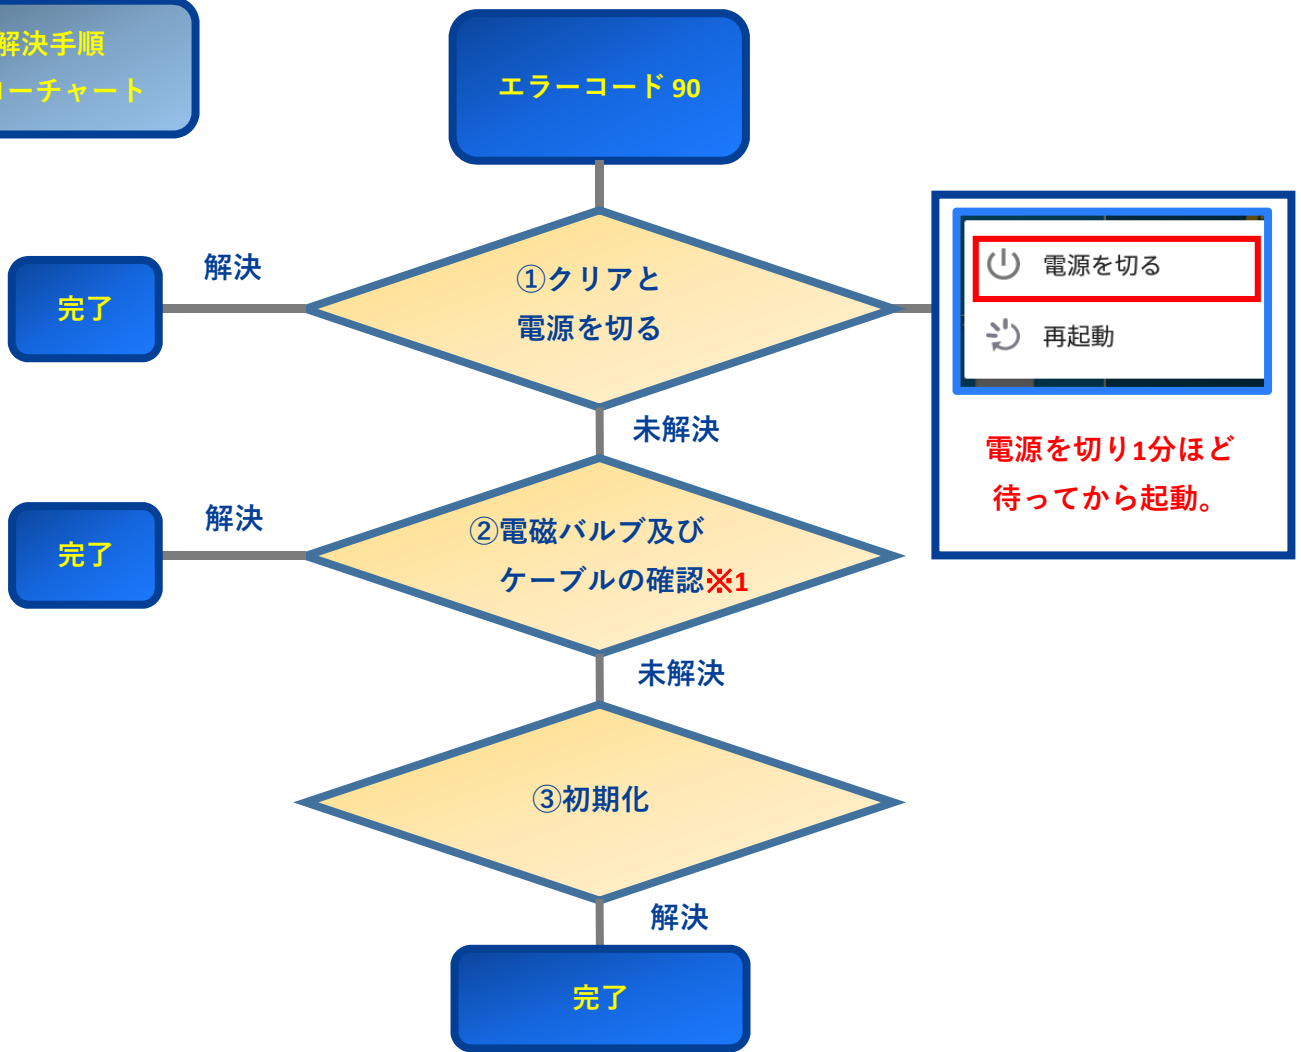 解決手順
ローチャート
エラーコード 90
解決
①クリアと
電源を切る
完了
電源を切る
再起動
電源を切り1分ほど
待ってから起動。
未解決
解決
②電磁バルブ及び
ケーブルの確認※1
完了
未解決
③初期化
解決
完了